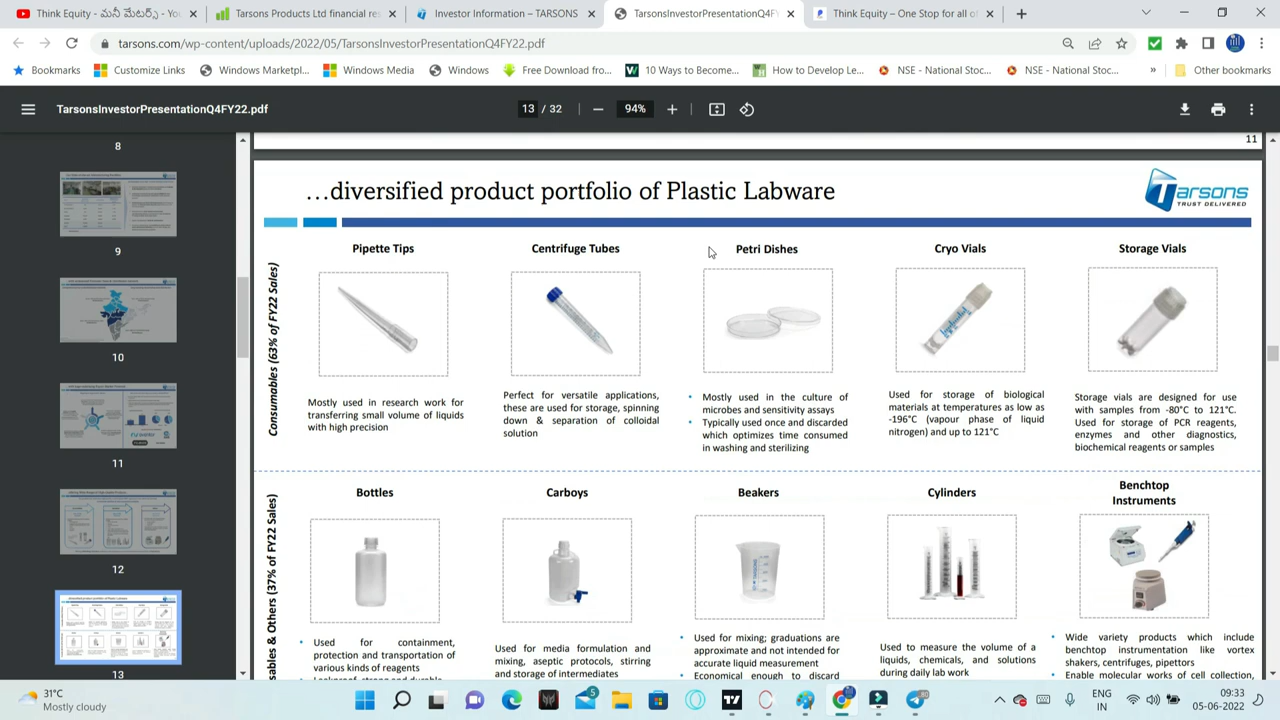 Think Equity - మనీ మేటర్స్ - You
Tarsons Products Ltd financial res
Investor Information – TARSONS
TarsonsInvestorPresentationQ4FY
Think Equity – One Stop for all of
tarsons.com/wp-content/uploads/2022/05/TarsonsInvestorPresentationQ4FY22.pdf
Bookmarks
Customize Links
Windows Marketpl...
Windows Media
Windows
Free Download fro...
10 Ways to Become...
How to Develop Le...
NSE - National Stoc...
NSE - National Stoc...
»
Other bookmarks
TarsonsInvestorPresentationQ4FY22.pdf
13 / 32
94%
8
9
10
11
12
13
11
...diversified product portfolio of Plastic Labware
Tarsons
TRUST DELIVERED
Consumables (63% of FY22 Sales)
Pipette Tips
Mostly used in research work for
transferring small volume of liquids
with high precision
Centrifuge Tubes
Perfect for versatile applications,
these are used for storage, spinning
down & separation of colloidal
solution
Petri Dishes
• Mostly used in the culture of
microbes and sensitivity assays
• Typically used once and discarded
which optimizes time consumed
in washing and sterilizing
Cryo Vials
Used for storage of biological
materials at temperatures as low as
-196°C (vapour phase of liquid
nitrogen) and up to 121°C
Storage Vials
Storage vials are designed for use
with samples from -80°C to 121°C.
Used for storage of PCR reagents,
enzymes and other diagnostics,
biochemical reagents or samples
sables & Others (37% of FY22 Sales)
Bottles
• Used for containment,
protection and transportation of
various kinds of reagents
Carboys
Used for media formulation and
mixing, aseptic protocols, stirring
and storage of intermediates
Beakers
• Used for mixing; graduations are
approximate and not intended for
accurate liquid measurement
• Economical enough to discard
Cylinders
Used to measure the volume of a
liquids, chemicals, and solutions
during daily lab work
Benchtop
Instruments
• Wide variety products which include
benchtop instrumentation like vortex
shakers, centrifuges, pipettors
• Enable molecular works of cell collection,
31°C
Mostly cloudy
5
80
ENG
IN
09:33
05-06-2022